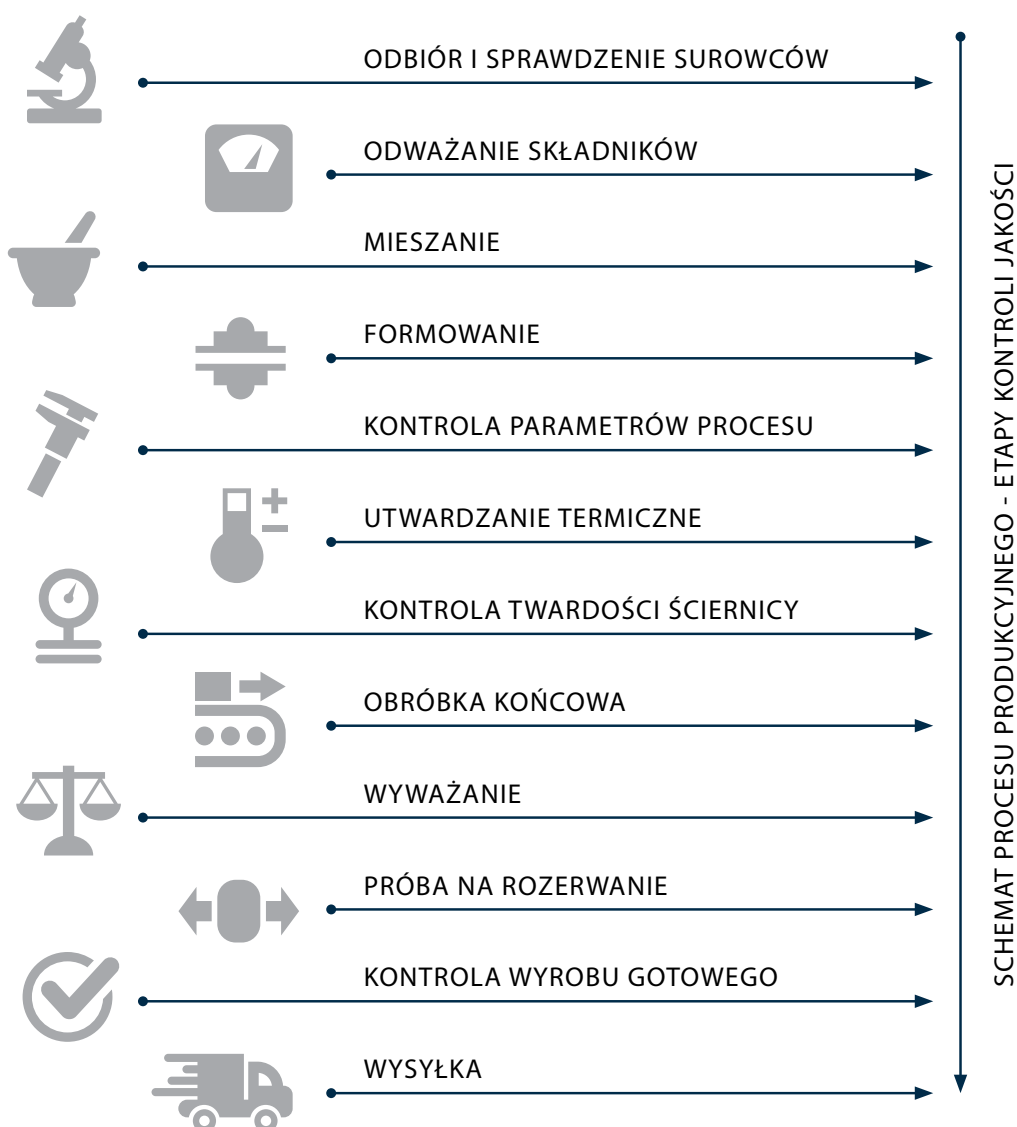 ODBIÓR I SPRAWDZENIE SUROWCÓW
ODWAŻANIE SKŁADNIKÓW
MIESZANIE
FORMOWANIE
KONTROLA PARAMETRÓW PROCESU
UTWARDZANIE TERMICZNE
KONTROLA TWARDOŚCI ŚCIERNICY
OBRÓBKA KOŃCOWA
WYWAŻANIE
PRÓBA NA ROZERWANIE
KONTROLA WYROBU GOTOWEGO
WYSYŁKA
SCHEMAT PROCESU PRODUKCYJNEGO - ETAPY KONTROLI JAKOŚCI